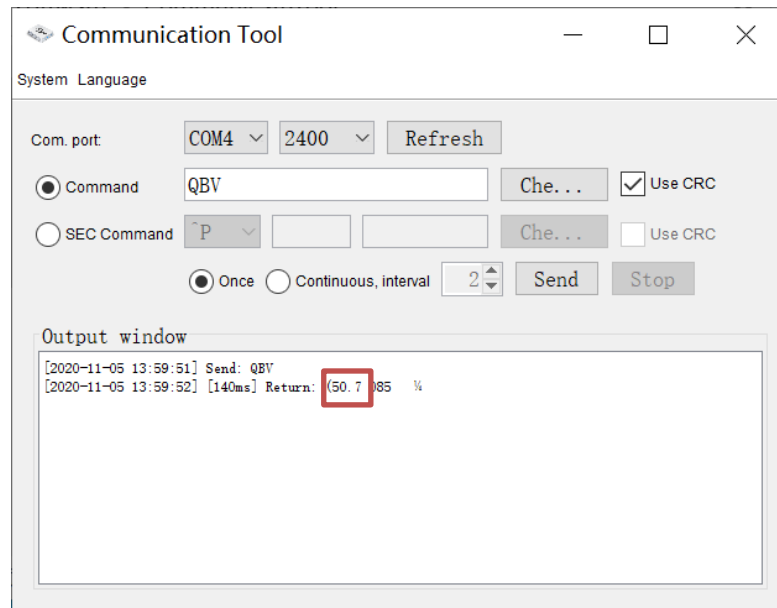 Communication Tool
System Language
Com. port: COM4 2400 Refresh
Command QBV Che... Use CRC
SEC Command ^P Che... Use CRC
Once Continuous, interval 2 Send Stop
Output window
[2020-11-05 13:59:51] Send: QBV
[2020-11-05 13:59:52] [140ms] Return: (50.7 085 ¼